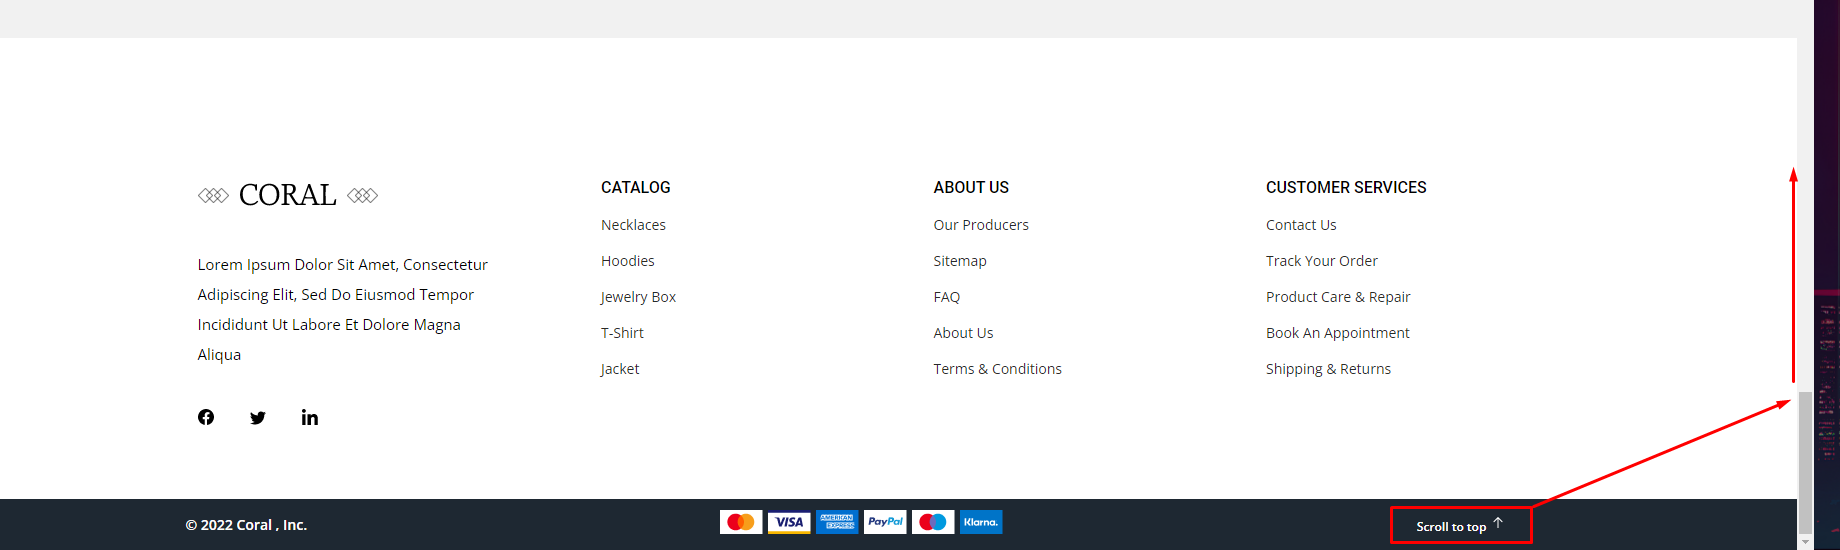 CORAL
Lorem Ipsum Dolor Sit Amet, Consectetur
Adipiscing Elit, Sed Do Eiusmod Tempor
Incididunt Ut Labore Et Dolore Magna
Aliqua
CATALOG
Necklaces
Hoodies
Jewelry Box
T-Shirt
Jacket
ABOUT US
Our Producers
Sitemap
FAQ
About Us
Terms & Conditions
CUSTOMER SERVICES
Contact Us
Track Your Order
Product Care & Repair
Book An Appointment
Shipping & Returns
© 2022 Coral , Inc.
VISA
AMERICAN
EXPRESS
PayPal
Klarna.
Scroll to top